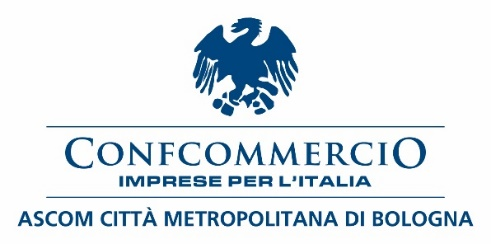 CONFCOMMERCIO
IMPRESE PER L'ITALIA
ASCOM CITTÀ METROPOLITANA DI BOLOGNA